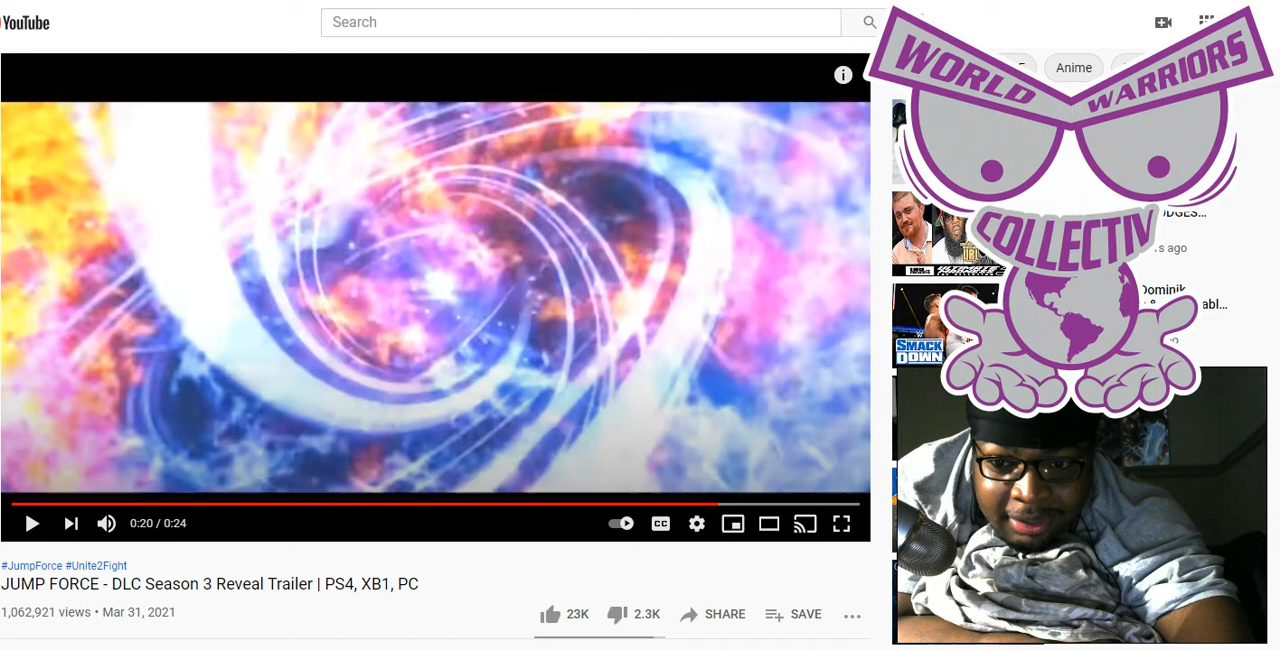 YouTube
Search
Anime
WORLD
WARRIORS
COLLECTIV
SMACK
DOWN
Dominik
abl...
0:20 / 0:24
CC
#JumpForce #Unite2Fight
JUMP FORCE - DLC Season 3 Reveal Trailer | PS4, XB1, PC
1,062,921 views • Mar 31, 2021
23K
2.3K
SHARE
SAVE